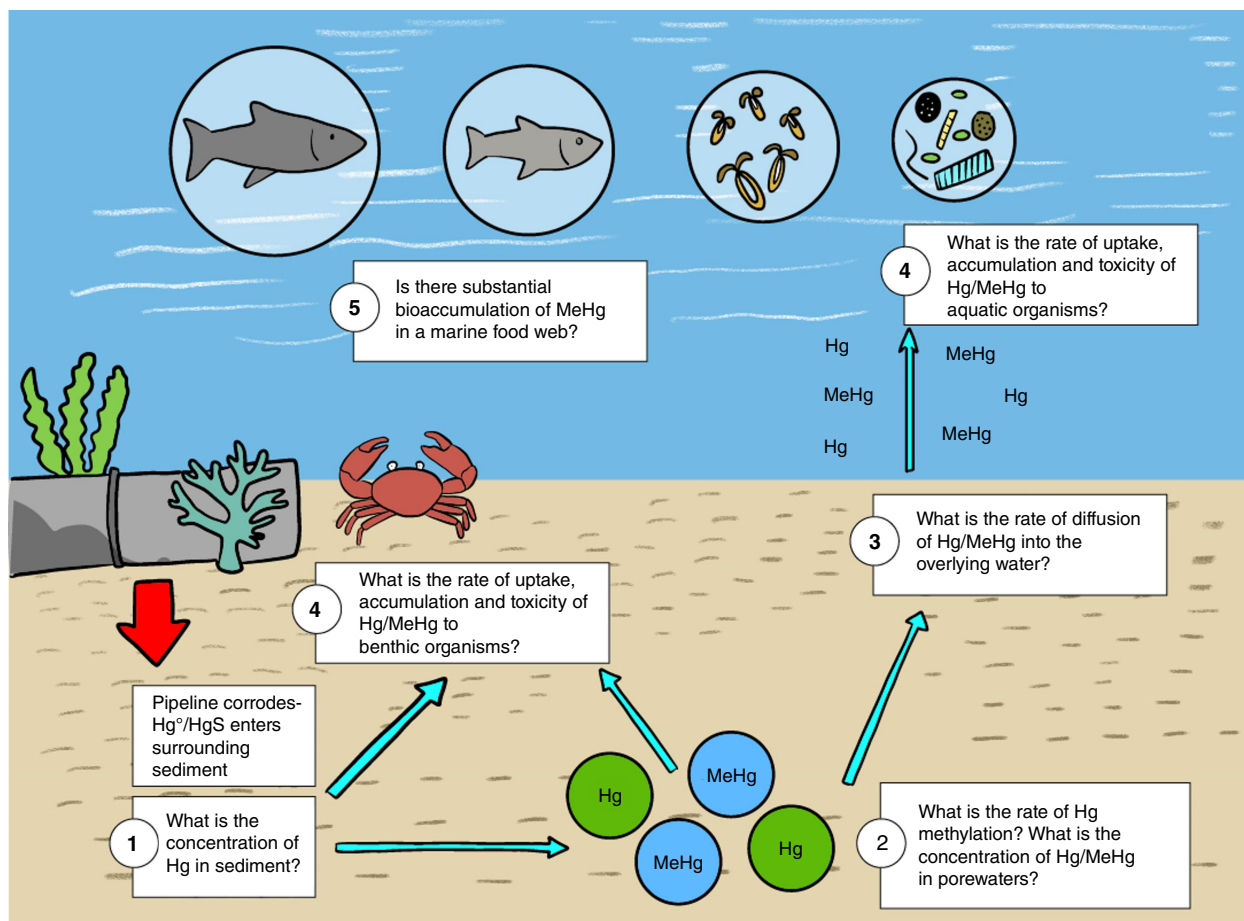 4
What is the rate of uptake,
accumulation and toxicity of
Hg/MeHg to
aquatic organisms?
5
Is there substantial
bioaccumulation of MeHg
in a marine food web?
Hg
MeHg
MeHg
Hg
Hg
MeHg
3
What is the rate of diffusion
of Hg/MeHg into the
overlying water?
4
What is the rate of uptake,
accumulation and toxicity of
Hg/MeHg to
benthic organisms?
Pipeline corrodes-
Hg°/HgS enters
surrounding
sediment
1
What is the
concentration of
Hg in sediment?
Hg
MeHg
MeHg
Hg
2
What is the rate of Hg
methylation? What is the
concentration of Hg/MeHg
in porewaters?